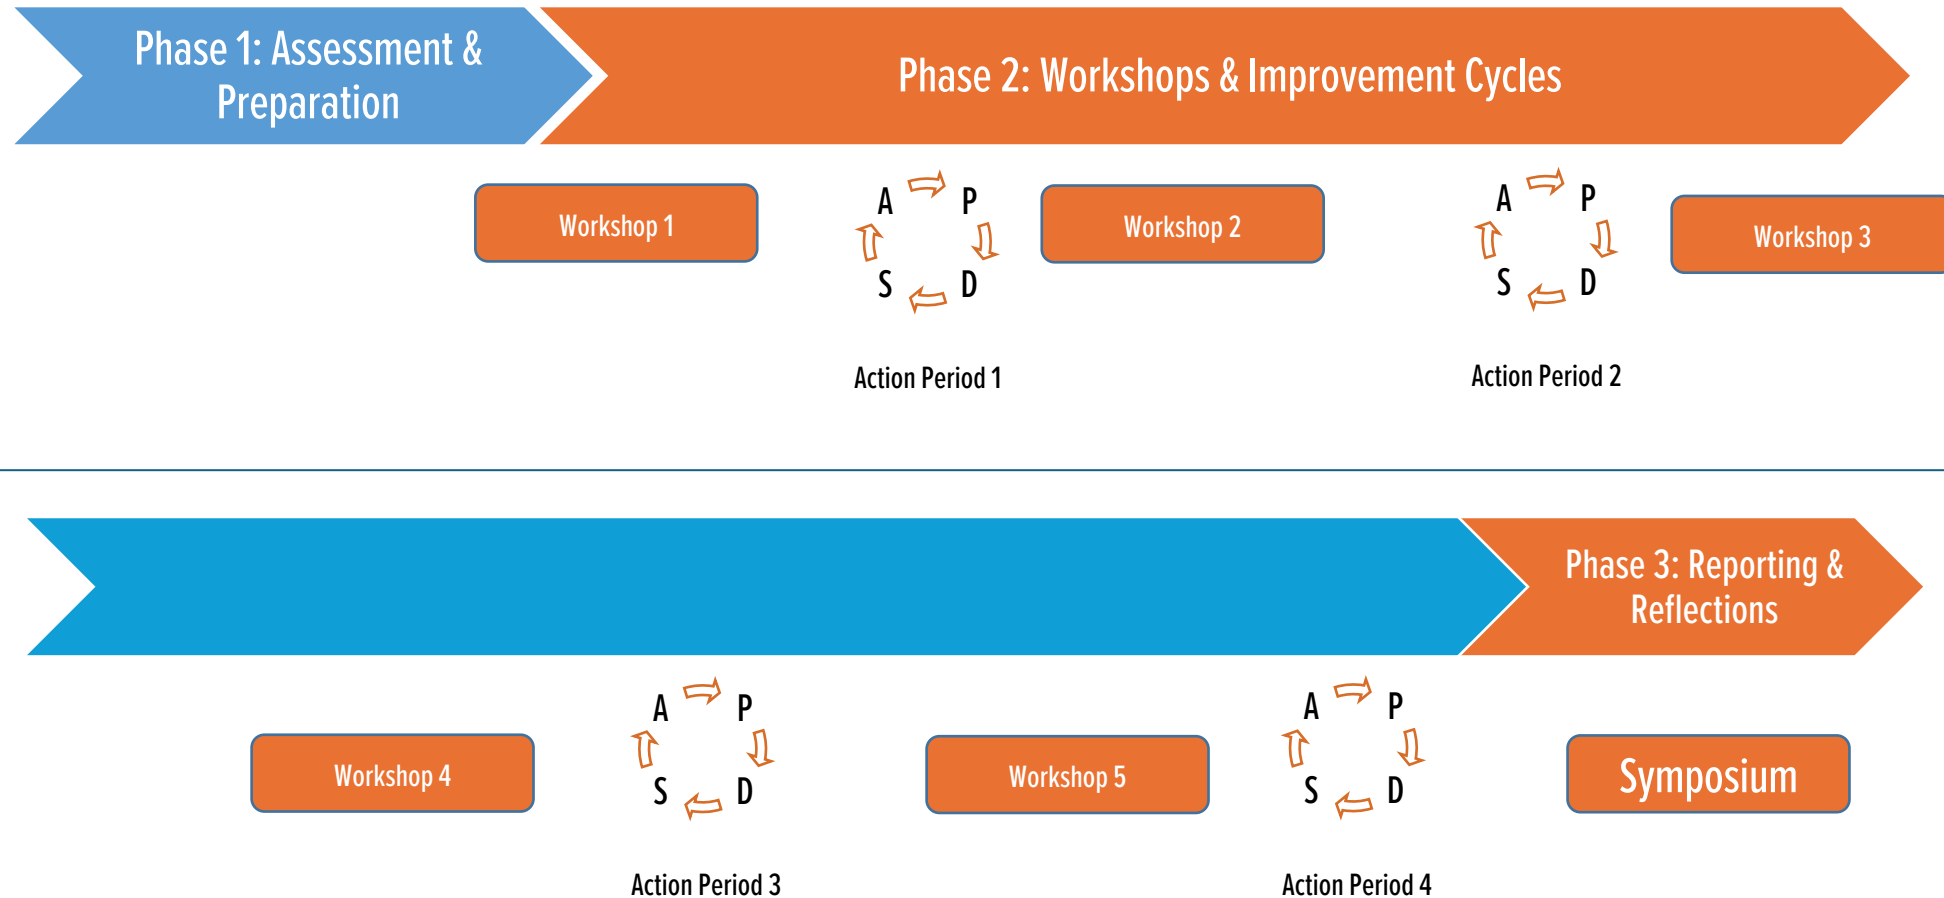 Phase 1: Assessment &
Preparation
Phase 2: Workshops & Improvement Cycles
Workshop 1
A P
S D
Action Period 1
Workshop 2
A P
S D
Action Period 2
Workshop 3
Phase 3: Reporting &
Reflections
Workshop 4
A P
S D
Action Period 3
Workshop 5
A P
S D
Action Period 4
Symposium